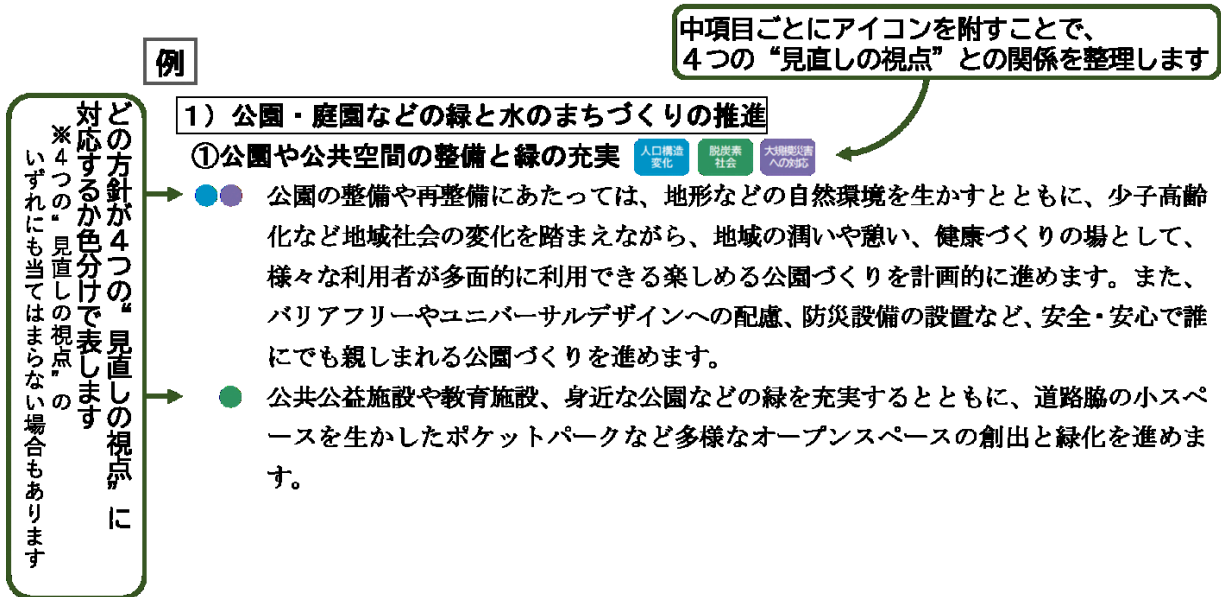 中項目ごとにアイコンを附すことで、
４つの“見直しの視点”との関係を整理します
例
どの方針が４つの“見直しの視点”に
対応するか色分けで表します
※４つの“見直しの視点”の
いずれにも当てはまらない場合もあります
１）公園・庭園などの緑と水のまちづくりの推進
①公園や公共空間の整備と緑の充実
人口構造
変化
脱炭素
社会
大規模災害
への対応
公園の整備や再整備にあたっては、地形などの自然環境を生かすとともに、少子高齢
化など地域社会の変化を踏まえながら、地域の潤いや憩い、健康づくりの場として、
様々な利用者が多面的に利用できる楽しめる公園づくりを計画的に進めます。また、
バリアフリーやユニバーサルデザインへの配慮、防災設備の設置など、安全・安心で誰
にでも親しまれる公園づくりを進めます。
公共公益施設や教育施設、身近な公園などの緑を充実するとともに、道路脇の小スペ
ースを生かしたポケットパークなど多様なオープンスペースの創出と緑化を進めま
す。